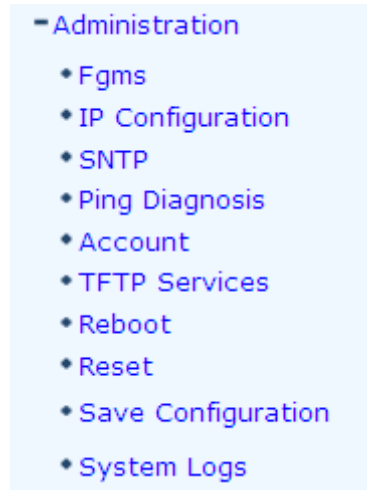 Administration
Fgms
IP Configuration
SNTP
Ping Diagnosis
Account
TFTP Services
Reboot
Reset
Save Configuration
System Logs